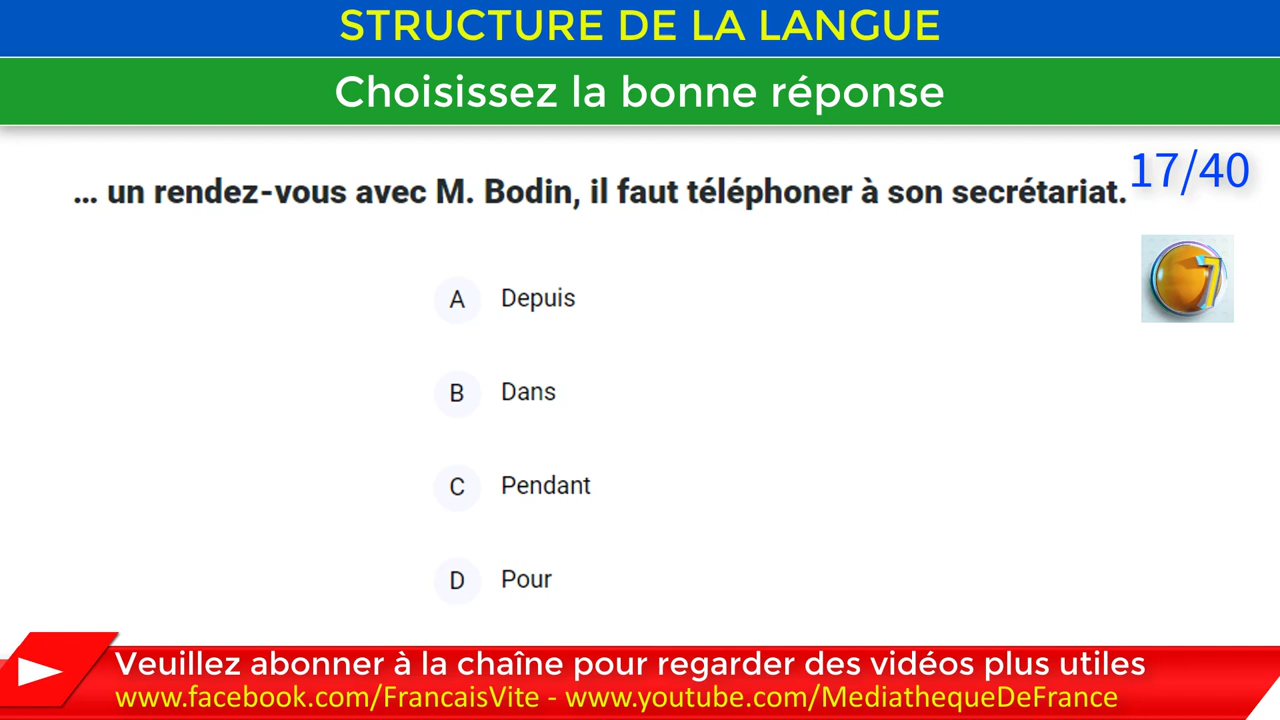 STRUCTURE DE LA LANGUE
Choisissez la bonne réponse
17/40
... un rendez-vous avec M. Bodin, il faut téléphoner à son secrétariat.
7
A Depuis
B Dans
C Pendant
D Pour
Veuillez abonner à la chaîne pour regarder des vidéos plus utiles
www.facebook.com/FrancaisVite - www.youtube.com/MediathequeDeFrance